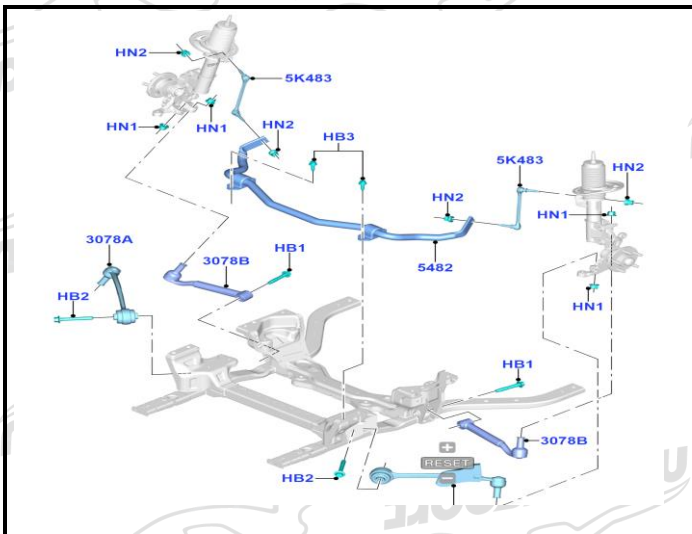 HN2
5K483
HN1
HN1
HN2
HB3
5K483
HN2
HN2
HN1
3078A
3078B
HB1
5482
HB2
HN1
HB1
3078B
HB2
RESET